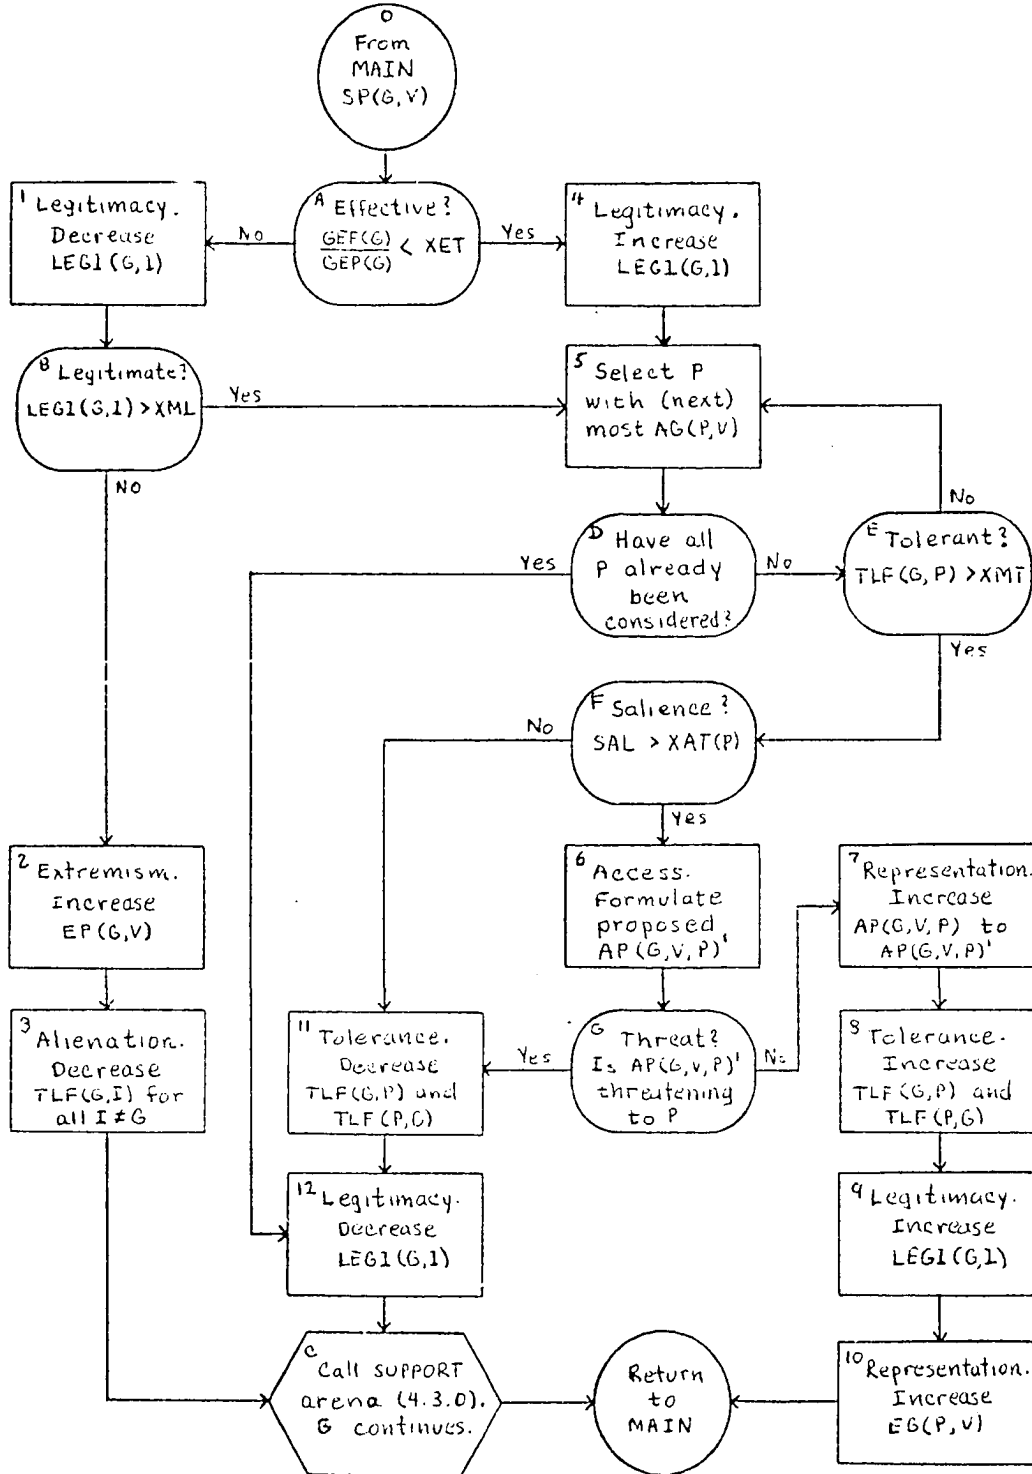 0
From
MAIN
SP(G,V)
1 Legitimacy.
Decrease
LEG1(G,1)
No
A Effective?
GEF(G)
GEP(G)
< XET
Yes
4 Legitimacy.
Increase
LEG1(G,1)
B Legitimate?
LEG1(G,1) > XML
Yes
No
5 Select P
with (next)
most AG(P,V)
No
D Have all
P already
been
considered?
Yes
No
E Tolerant?
TLF(G,P) > XMT
Yes
F Salience?
SAL > XAT(P)
No
Yes
2 Extremism.
Increase
EP(G,V)
6 Access.
Formulate
proposed
AP(G,V,P)'
7 Representation.
Increase
AP(G,V,P) to
AP(G,V,P)'
3 Alienation.
Decrease
TLF(G,I) for
all I ≠ G
11 Tolerance.
Decrease
TLF(G,P) and
TLF(P,G)
Yes
G Threat?
Is AP(G,V,P)'
threatening
to P
No
8 Tolerance.
Increase
TLF(G,P) and
TLF(P,G)
12 Legitimacy.
Decrease
LEG1(G,1)
9 Legitimacy.
Increase
LEG1(G,1)
C Call SUPPORT
arena (4.3.0).
G continues.
Return
to
MAIN
10 Representation.
Increase
EG(P,V)